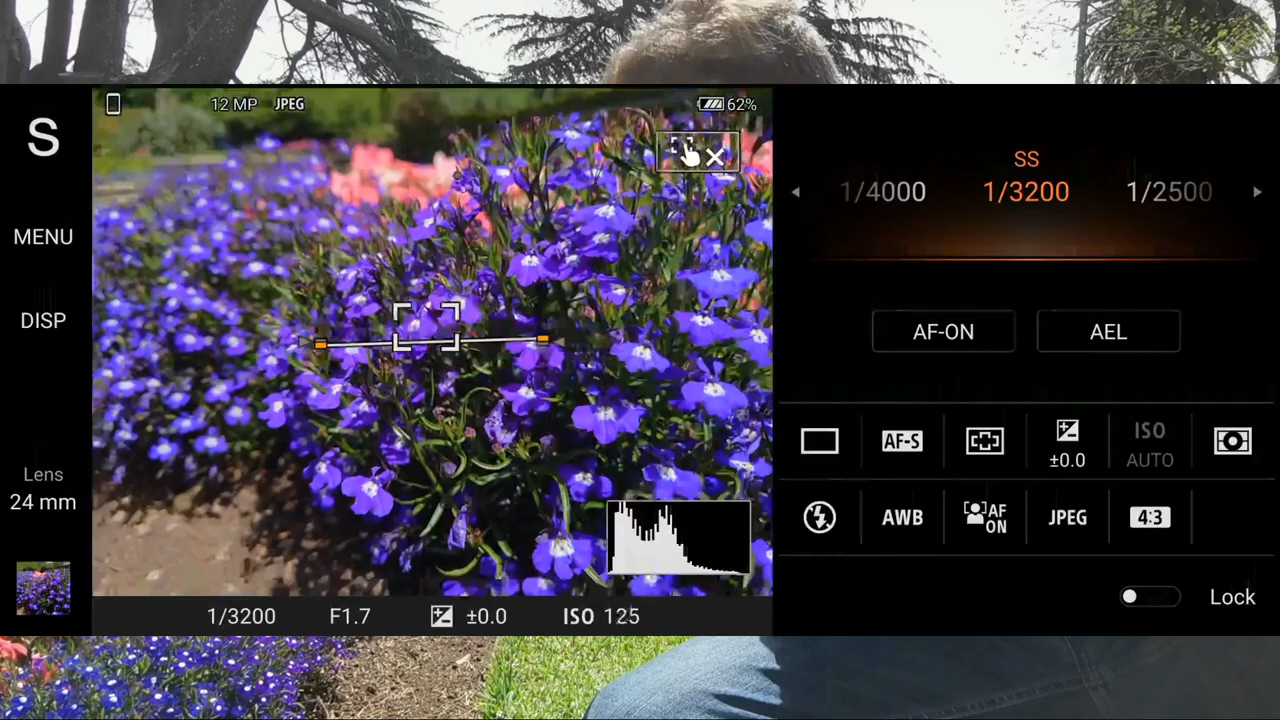 S
MENU
DISP
Lens
24 mm
12 MP JPEG
62%
1/3200 F1.7 ±0.0 ISO 125
SS
1/4000 1/3200 1/2500
AF-ON AEL
AF-S
±0.0
ISO
AUTO
AWB
AF
ON
JPEG
4:3
Lock